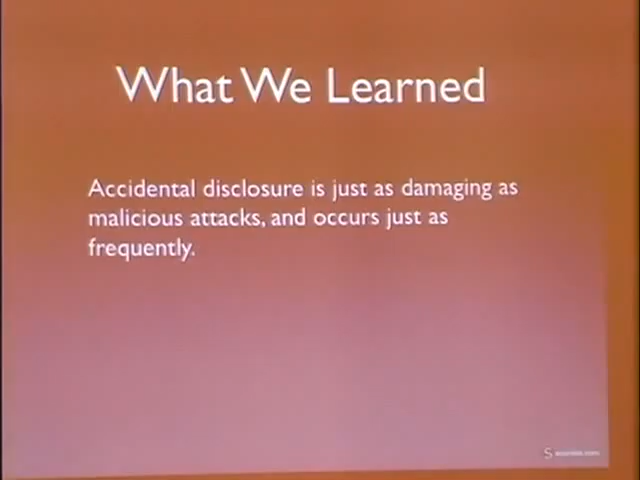 What We Learned
Accidental disclosure is just as damaging as
malicious attacks, and occurs just as
frequently.